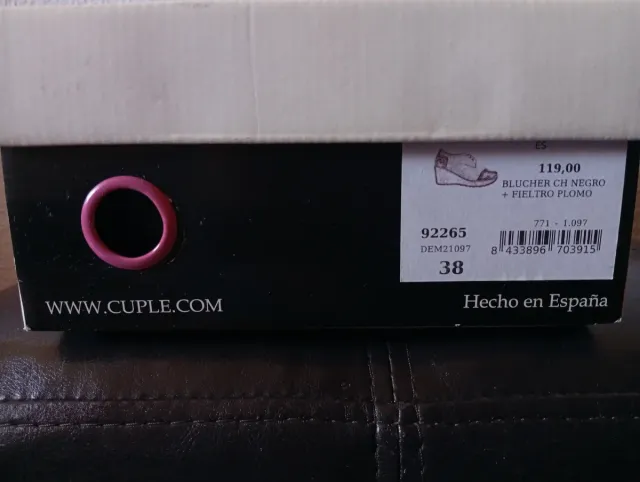 119,00
BLUCHER CH NEGRO
+ FIELTRO PLOMO
771 - 1.097
92265
DEM21097
38
8 433896 703915
WWW.CUPLE.COM
Hecho en España